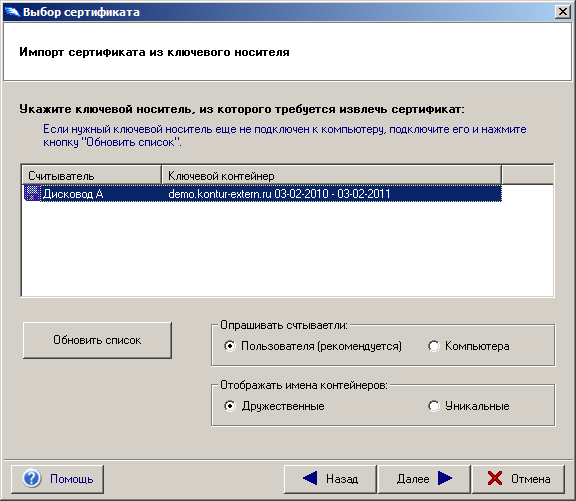 Выбор сертификата
Импорт сертификата из ключевого носителя
Укажите ключевой носитель, из которого требуется извлечь сертификат:
Если нужный ключевой носитель еще не подключен к компьютеру, подключите его и нажмите
кнопку "Обновить список".
Считыватель Ключевой контейнер
Дисковод A demo.kontur-extern.ru 03-02-2010 - 03-02-2011
Обновить список
Опрашивать счтываетли:
Пользователя (рекомендуется) Компьютера
Отображать имена контейнеров:
Дружественные Уникальные
Помощь Назад Далее Отмена